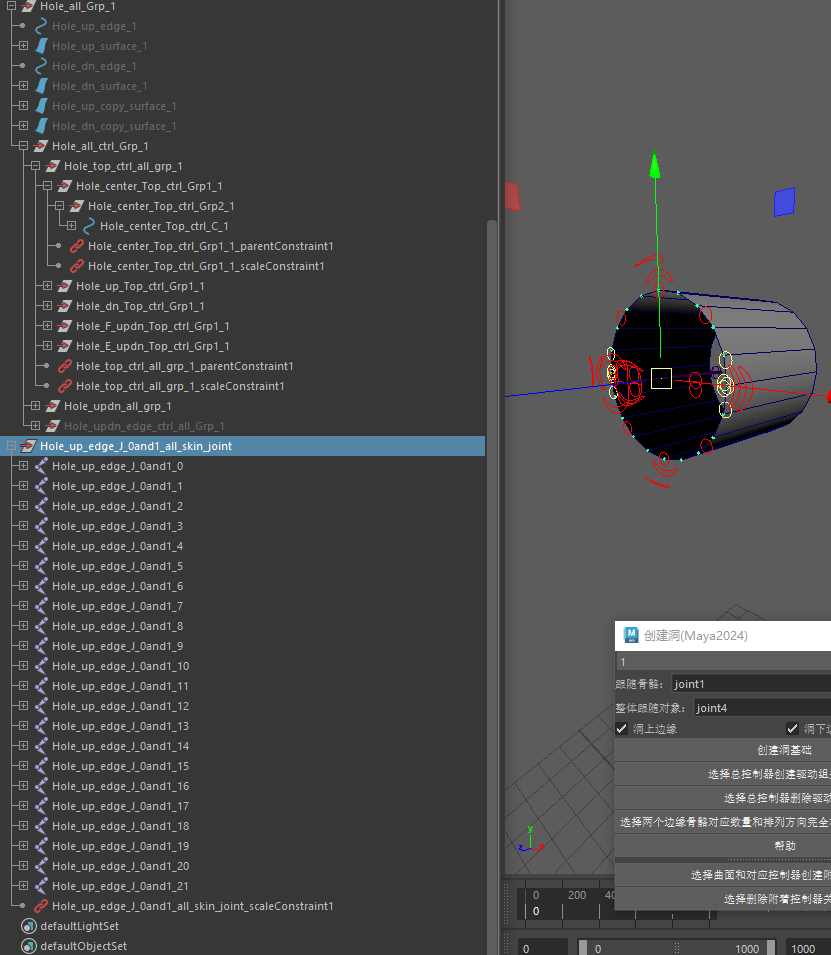 Hole_all_Grp_1
Hole_up_edge_1
Hole_up_surface_1
Hole_dn_edge_1
Hole_dn_surface_1
Hole_up_copy_surface_1
Hole_dn_copy_surface_1
Hole_all_ctrl_Grp_1
Hole_top_ctrl_all_grp_1
Hole_center_Top_ctrl_Grp1_1
Hole_center_Top_ctrl_Grp2_1
Hole_center_Top_ctrl_C_1
Hole_center_Top_ctrl_Grp1_1_parentConstraint1
Hole_center_Top_ctrl_Grp1_1_scaleConstraint1
Hole_up_Top_ctrl_Grp1_1
Hole_dn_Top_ctrl_Grp1_1
Hole_F_updn_Top_ctrl_Grp1_1
Hole_E_updn_Top_ctrl_Grp1_1
Hole_top_ctrl_all_grp_1_parentConstraint1
Hole_top_ctrl_all_grp_1_scaleConstraint1
Hole_updn_all_grp_1
Hole_updn_edge_ctrl_all_Grp_1
Hole_up_edge_J_0and1_all_skin_joint
Hole_up_edge_J_0and1_0
Hole_up_edge_J_0and1_1
Hole_up_edge_J_0and1_2
Hole_up_edge_J_0and1_3
Hole_up_edge_J_0and1_4
Hole_up_edge_J_0and1_5
Hole_up_edge_J_0and1_6
Hole_up_edge_J_0and1_7
Hole_up_edge_J_0and1_8
Hole_up_edge_J_0and1_9
Hole_up_edge_J_0and1_10
Hole_up_edge_J_0and1_11
Hole_up_edge_J_0and1_12
Hole_up_edge_J_0and1_13
Hole_up_edge_J_0and1_14
Hole_up_edge_J_0and1_15
Hole_up_edge_J_0and1_16
Hole_up_edge_J_0and1_17
Hole_up_edge_J_0and1_18
Hole_up_edge_J_0and1_19
Hole_up_edge_J_0and1_20
Hole_up_edge_J_0and1_21
Hole_up_edge_J_0and1_all_skin_joint_scaleConstraint1
defaultLightSet
defaultObjectSet
创建洞(Maya2024)
1
跟随骨骼: joint1
整体跟随对象: joint4
洞上边缘 洞下边
创建洞基础
选择总控制器创建驱动组
选择总控制器删除驱动
选择两个边缘骨骼对应数量和排列方向完全
帮助
选择曲面和对应控制器创建附
选择删除附着控制器关
y
z
0 200 40
0
0 0 1000 1000